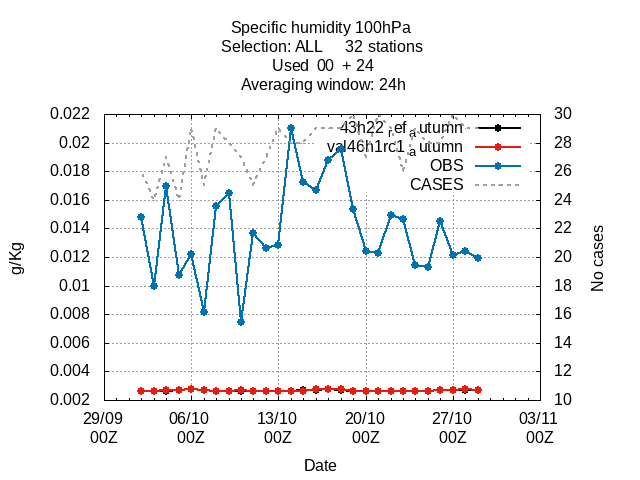 Specific humidity 100hPa
Selection: ALL     32 stations
Used  00  + 24
Averaging window: 24h
43h22_ref_autumn
val46h1rc1_autumn
OBS
CASES
0.022
0.02
0.018
0.016
0.014
0.012
0.01
0.008
0.006
0.004
0.002
30
28
26
24
22
20
18
16
14
12
10
g/Kg
No cases
29/09 06/10 13/10 20/10 27/10 03/11
00Z 00Z 00Z 00Z 00Z 00Z
Date